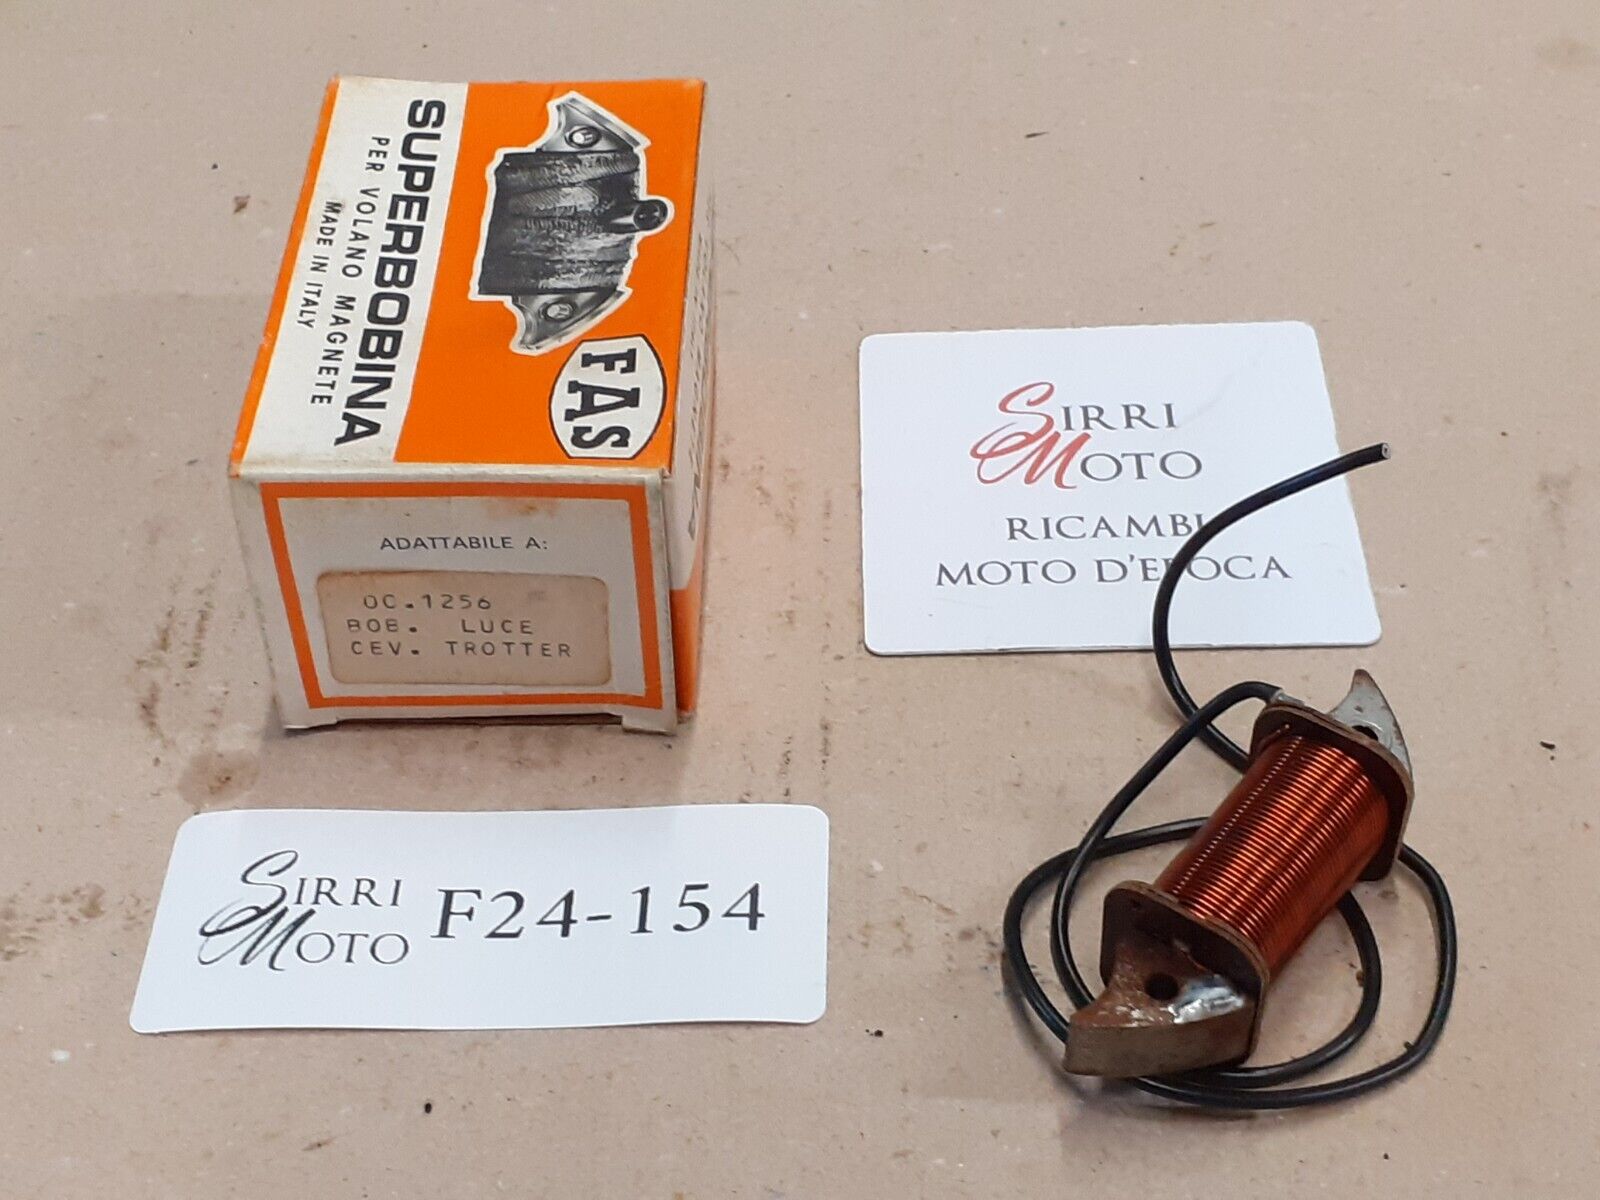 SUPERBOBINA
PER VOLANO MAGNETE
MADE IN ITALY
FAS
ADATTABILE A:
OC.1256
BOB. LUCE
CEV. TROTTER
SIRRI
MOTO
RICAMBI
MOTO D'EPOCA
SIRRI
MOTO
F24-154